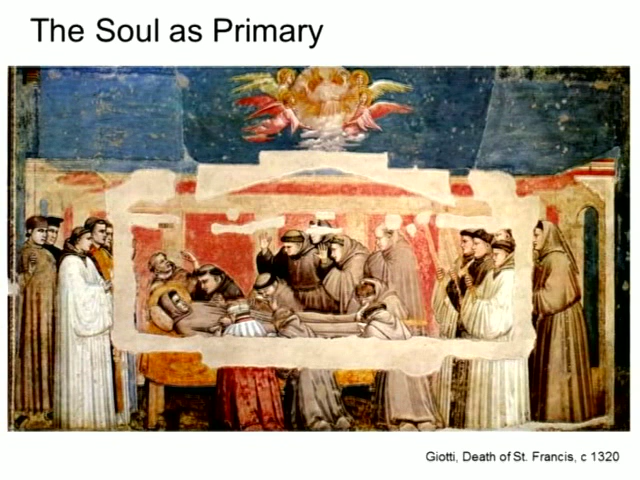 The Soul as Primary
Giotti, Death of St. Francis, c 1320